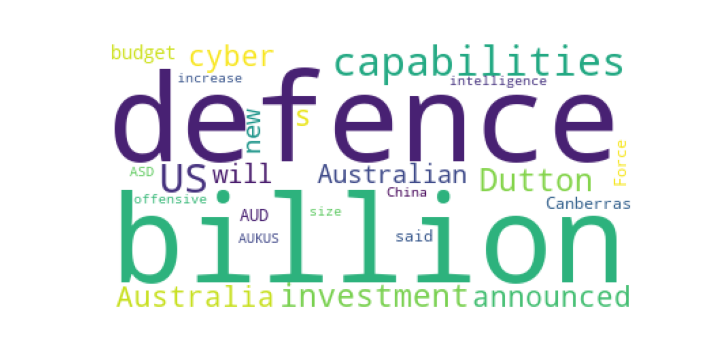 budget cyber capabilities
increase intelligence
defence
new s
ASD US will Australian China Dutton Force
offensive Canberras
billion
AUD size
AUKUS said
Australia investment announced